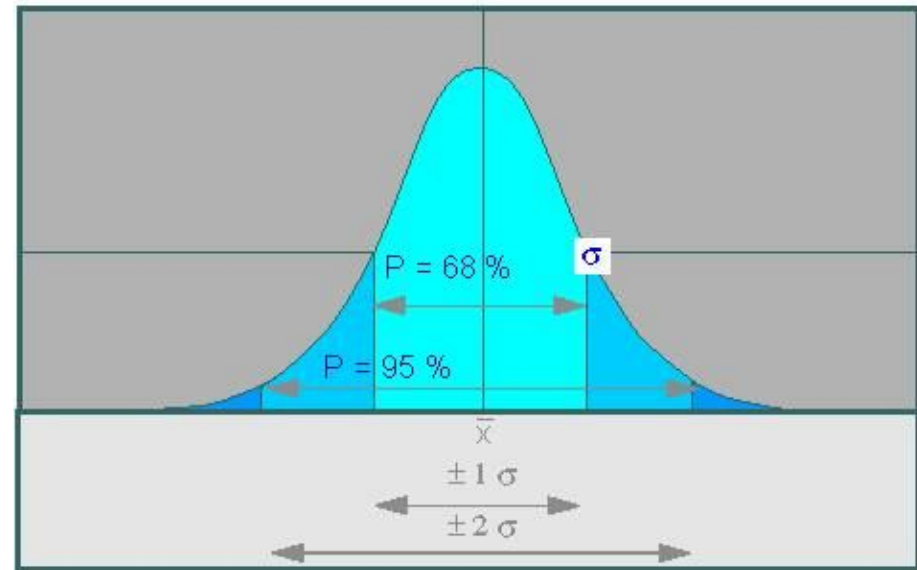 σ
P = 68 %
P = 95 %
x̄
±1 σ
±2 σ